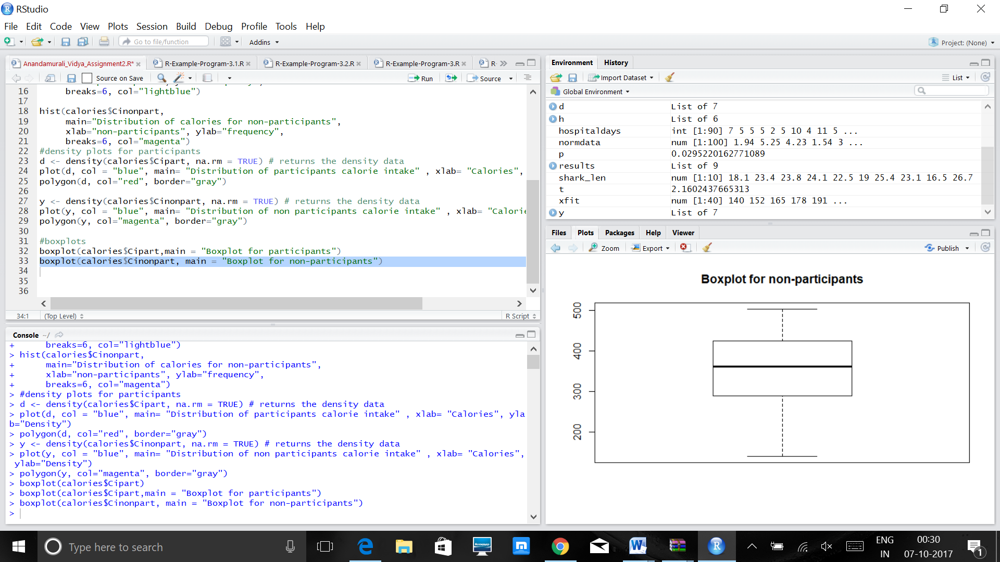 RStudio
File Edit Code View Plots Session Build Debug Profile Tools Help
Go to file/function Addins Project: (None)
Anandamurali_Vidya_Assignment2.R* R-Example-Program-3.1.R R-Example-Program-3.2.R R-Example-Program-3.R R-
Source on Save Run Source
16 breaks=6, col="lightblue")
17
18 hist(calories$Cinonpart,
19 main="Distribution of calories for non-participants",
20 xlab="non-participants", ylab="frequency",
21 breaks=6, col="magenta")
22 #density plots for participants
23 d <- density(calories$Cipart, na.rm = TRUE) # returns the density data
24 plot(d, col = "blue", main= "Distribution of participants calorie intake" , xlab= "Calories",
25 polygon(d, col="red", border="gray")
26
27 y <- density(calories$Cinonpart, na.rm = TRUE) # returns the density data
28 plot(y, col = "blue", main= "Distribution of non participants calorie intake" , xlab= "Calorie
29 polygon(y, col="magenta", border="gray")
30
31 #boxplots
32 boxplot(calories$Cipart,main = "Boxplot for participants")
33 boxplot(calories$Cinonpart, main = "Boxplot for non-participants")
34
35
36
34:1 (Top Level) R Script
Console ~/
+ breaks=6, col="lightblue")
> hist(calories$Cinonpart,
+ main="Distribution of calories for non-participants",
+ xlab="non-participants", ylab="frequency",
+ breaks=6, col="magenta")
> #density plots for participants
> d <- density(calories$Cipart, na.rm = TRUE) # returns the density data
> plot(d, col = "blue", main= "Distribution of participants calorie intake" , xlab= "Calories", yla
b="Density")
> polygon(d, col="red", border="gray")
> y <- density(calories$Cinonpart, na.rm = TRUE) # returns the density data
> plot(y, col = "blue", main= "Distribution of non participants calorie intake" , xlab= "Calories",
ylab="Density")
> polygon(y, col="magenta", border="gray")
> boxplot(calories$Cipart)
> boxplot(calories$Cipart,main = "Boxplot for participants")
> boxplot(calories$Cinonpart, main = "Boxplot for non-participants")
>
Environment History
Import Dataset List
Global Environment
d List of 7
h List of 6
hospitaldays int [1:90] 7 5 5 5 2 5 10 4 11 5 ...
normdata num [1:100] 1.94 5.25 4.23 1.54 3 ...
p 0.0295220162771089
results List of 9
shark_len num [1:10] 18.1 23.4 23.8 24.1 22.5 19 25.4 23.1 16.5 26.7
t 2.1602437665313
xfit num [1:40] 140 152 165 178 191 ...
y List of 7
Files Plots Packages Help Viewer
Zoom Export Publish
Boxplot for non-participants
500
400
300
200
Type here to search
lenovo
ENG
IN
00:30
07-10-2017
1